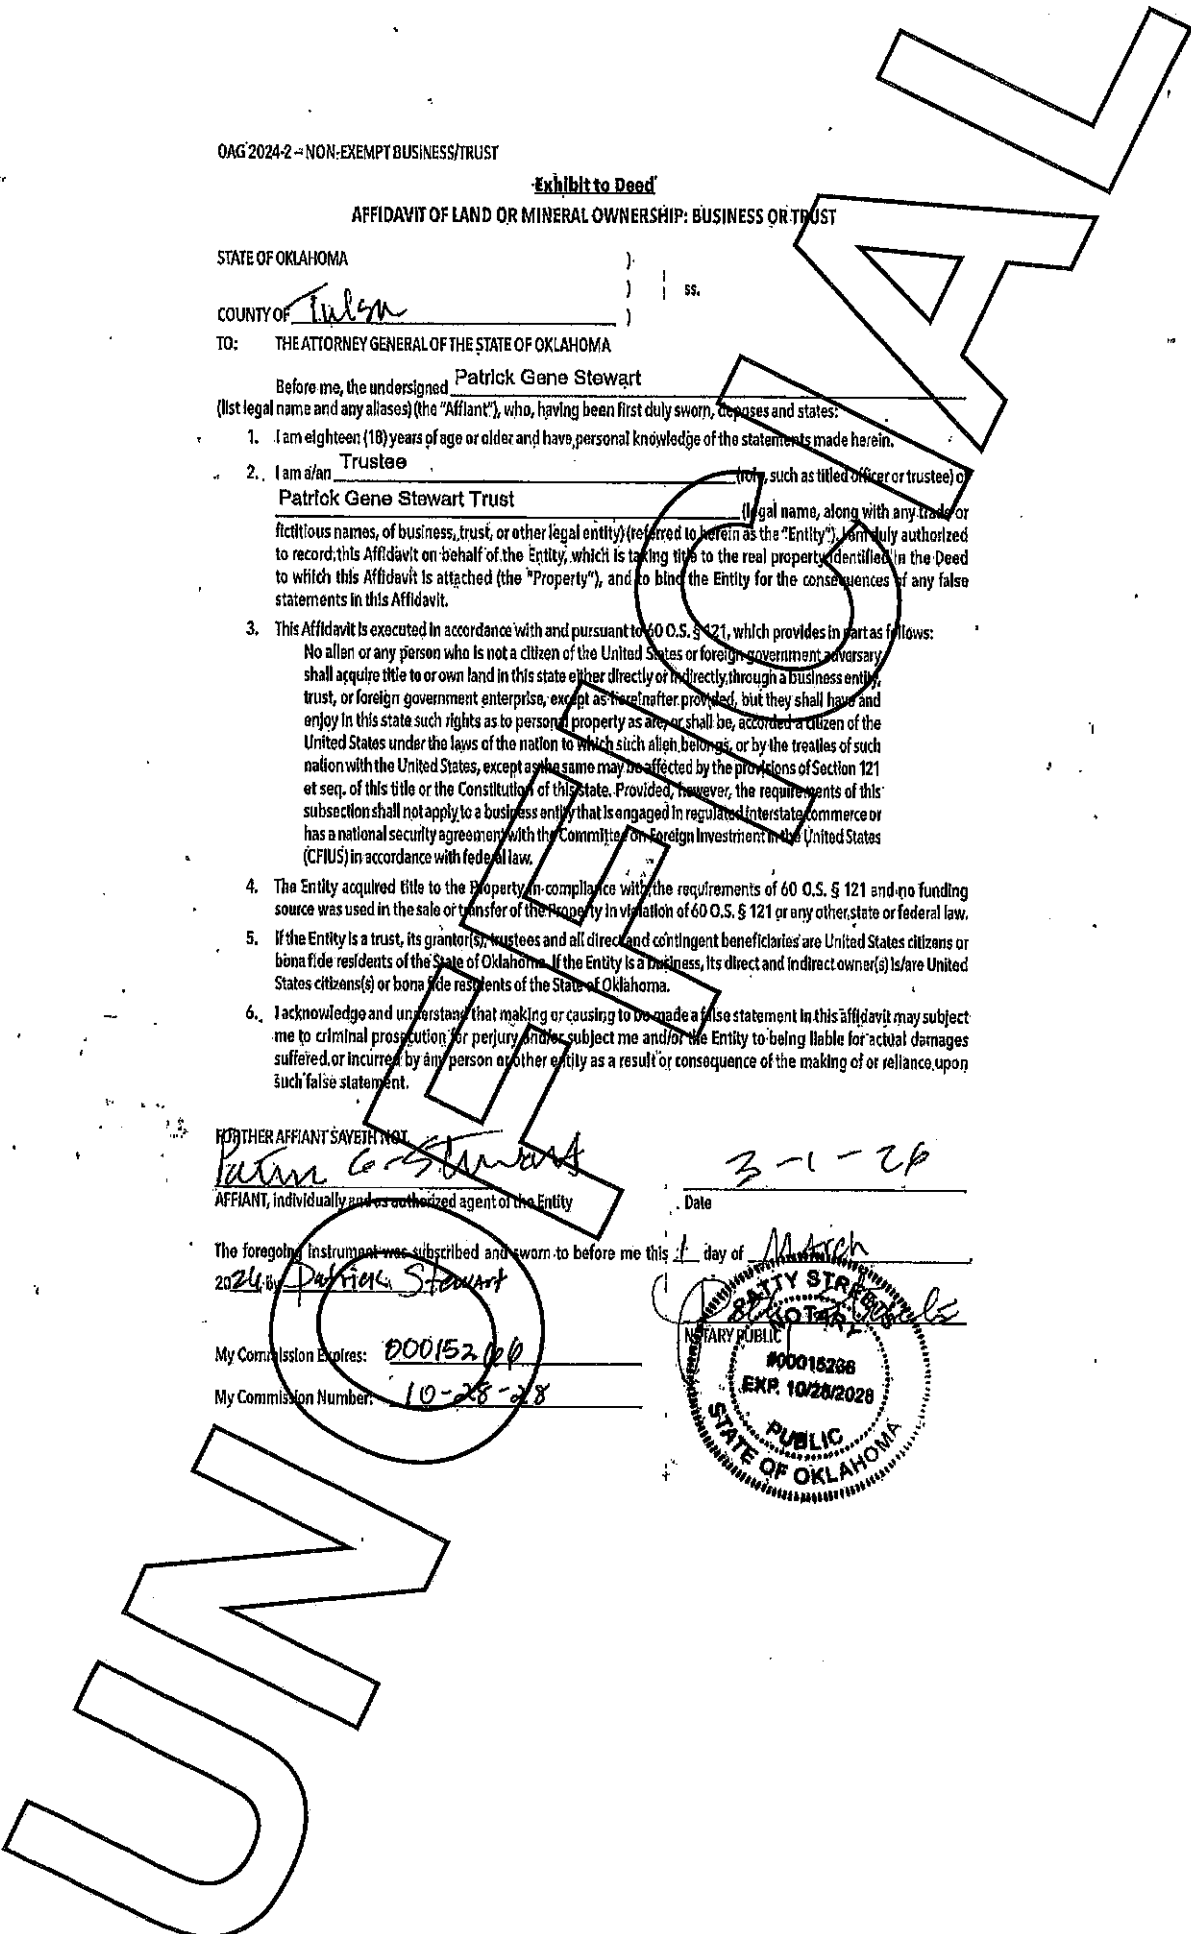 OAG 2024-2 – NON-EXEMPT BUSINESS/TRUST
Exhibit to Deed
AFFIDAVIT OF LAND OR MINERAL OWNERSHIP: BUSINESS OR TRUST
STATE OF OKLAHOMA )
) ss.
COUNTY OF Tulsa )
TO: THE ATTORNEY GENERAL OF THE STATE OF OKLAHOMA
Before me, the undersigned Patrick Gene Stewart
(list legal name and any aliases) (the "Affiant"), who, having been first duly sworn, deposes and states:
1. I am eighteen (18) years of age or older and have personal knowledge of the statements made herein.
2. I am a/an Trustee (role, such as titled officer or trustee) of
Patrick Gene Stewart Trust (legal name, along with any trade or
fictitious names, of business, trust, or other legal entity) (referred to herein as the "Entity"). I am duly authorized
to record this Affidavit on behalf of the Entity, which is taking title to the real property identified in the Deed
to which this Affidavit is attached (the "Property"), and to bind the Entity for the consequences of any false
statements in this Affidavit.
3. This Affidavit is executed in accordance with and pursuant to 60 O.S. § 121, which provides in part as follows:
No alien or any person who is not a citizen of the United States or foreign government adversary
shall acquire title to or own land in this state either directly or indirectly through a business entity,
trust, or foreign government enterprise, except as hereinafter provided, but they shall have and
enjoy in this state such rights as to personal property as are, or shall be, accorded a citizen of the
United States under the laws of the nation to which such alien belongs, or by the treaties of such
nation with the United States, except as the same may be affected by the provisions of Section 121
et seq. of this title or the Constitution of this state. Provided, however, the requirements of this
subsection shall not apply to a business entity that is engaged in regulated interstate commerce or
has a national security agreement with the Committee on Foreign Investment in the United States
(CFIUS) in accordance with federal law.
4. The Entity acquired title to the Property in compliance with the requirements of 60 O.S. § 121 and no funding
source was used in the sale or transfer of the Property in violation of 60 O.S. § 121 or any other state or federal law.
5. If the Entity is a trust, its grantor(s), trustees and all direct and contingent beneficiaries are United States citizens or
bona fide residents of the State of Oklahoma. If the Entity is a business, its direct and indirect owner(s) is/are United
States citizens(s) or bona fide residents of the State of Oklahoma.
6. I acknowledge and understand that making or causing to be made a false statement in this affidavit may subject
me to criminal prosecution for perjury and/or subject me and/or the Entity to being liable for actual damages
suffered or incurred by any person or other entity as a result or consequence of the making of or reliance upon
such false statement.
FURTHER AFFIANT SAYETH NOT.
3-1-26
AFFIANT, individually and as authorized agent of the Entity Date
The foregoing instrument was subscribed and sworn to before me this 1 day of March,
2026 by Patrick Stewart
NOTARY PUBLIC
My Commission Expires: 00015266
My Commission Number: 10-28-28
PATTY STREETS
NOTARY
EXP. 10/28/2028
PUBLIC
STATE OF OKLAHOMA
UNOFFICIAL